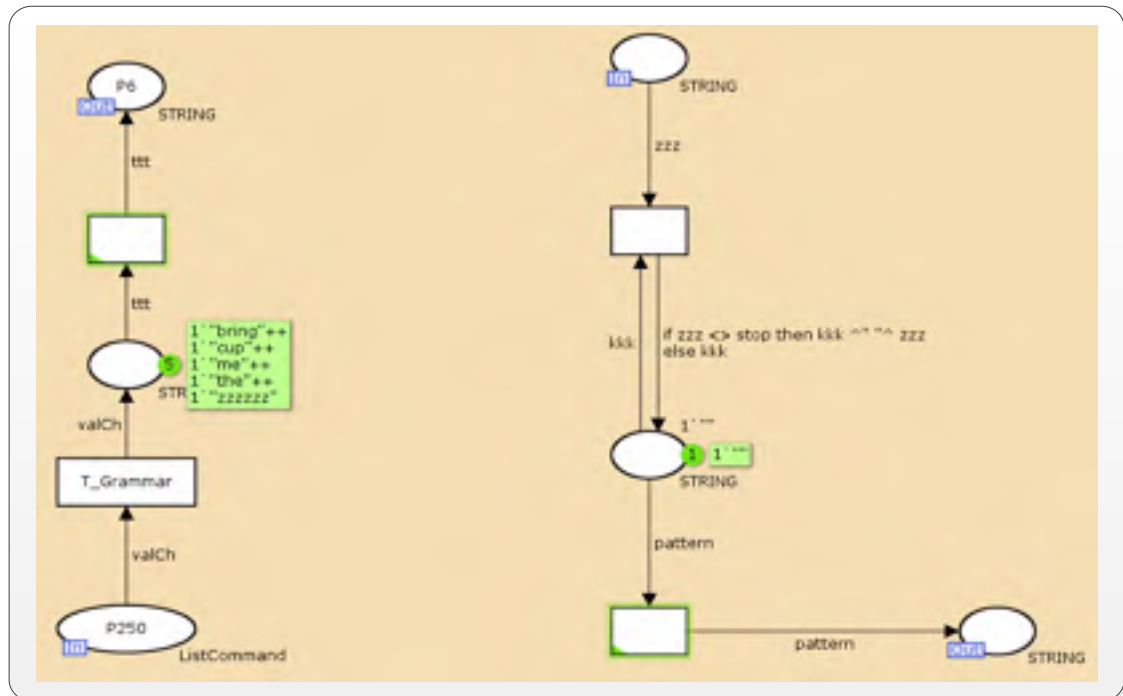 P6
STRING
ttt
ttt
5
1`"bring"++
1`"cup"++
1`"me"++
1`"the"++
1`"zzzzzz"
STR
valCh
T_Grammar
valCh
P250
ListCommand
STRING
zzz
kkk
if zzz <> stop then kkk ^" "^ zzz
else kkk
1`""
1
1`""
STRING
pattern
pattern
STRING